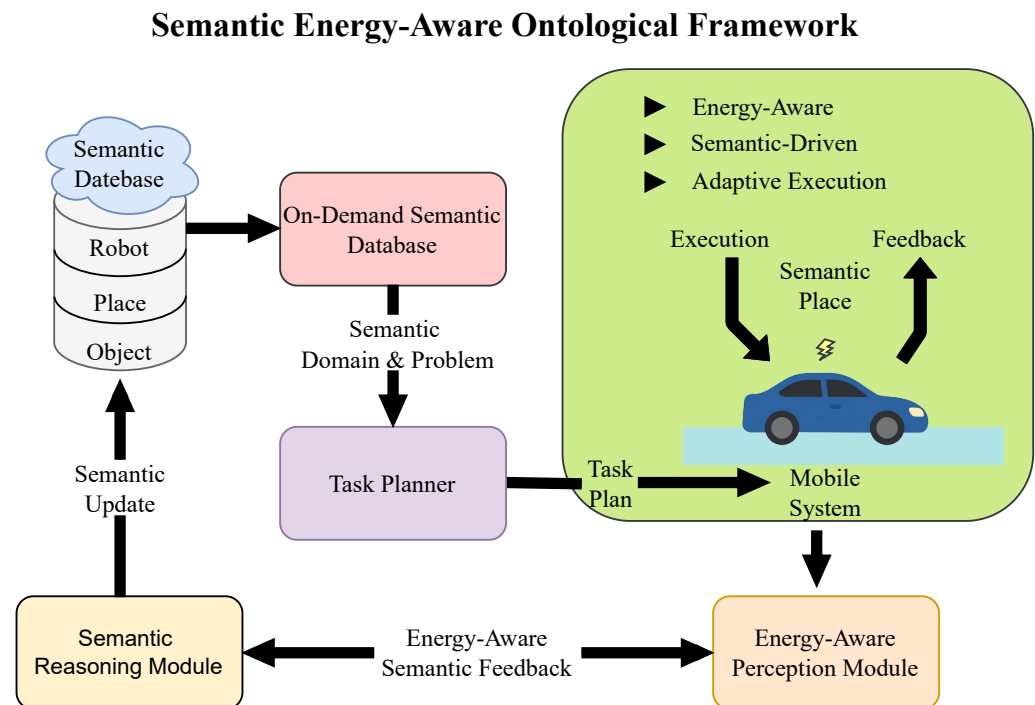 Semantic Energy-Aware Ontological Framework
Semantic
Datebase
Robot
Place
Object
On-Demand Semantic
Database
Semantic
Domain & Problem
Task Planner
Task
Plan
Energy-Aware
Semantic-Driven
Adaptive Execution
Execution
Feedback
Semantic
Place
Mobile
System
Semantic
Update
Semantic
Reasoning Module
Energy-Aware
Semantic Feedback
Energy-Aware
Perception Module